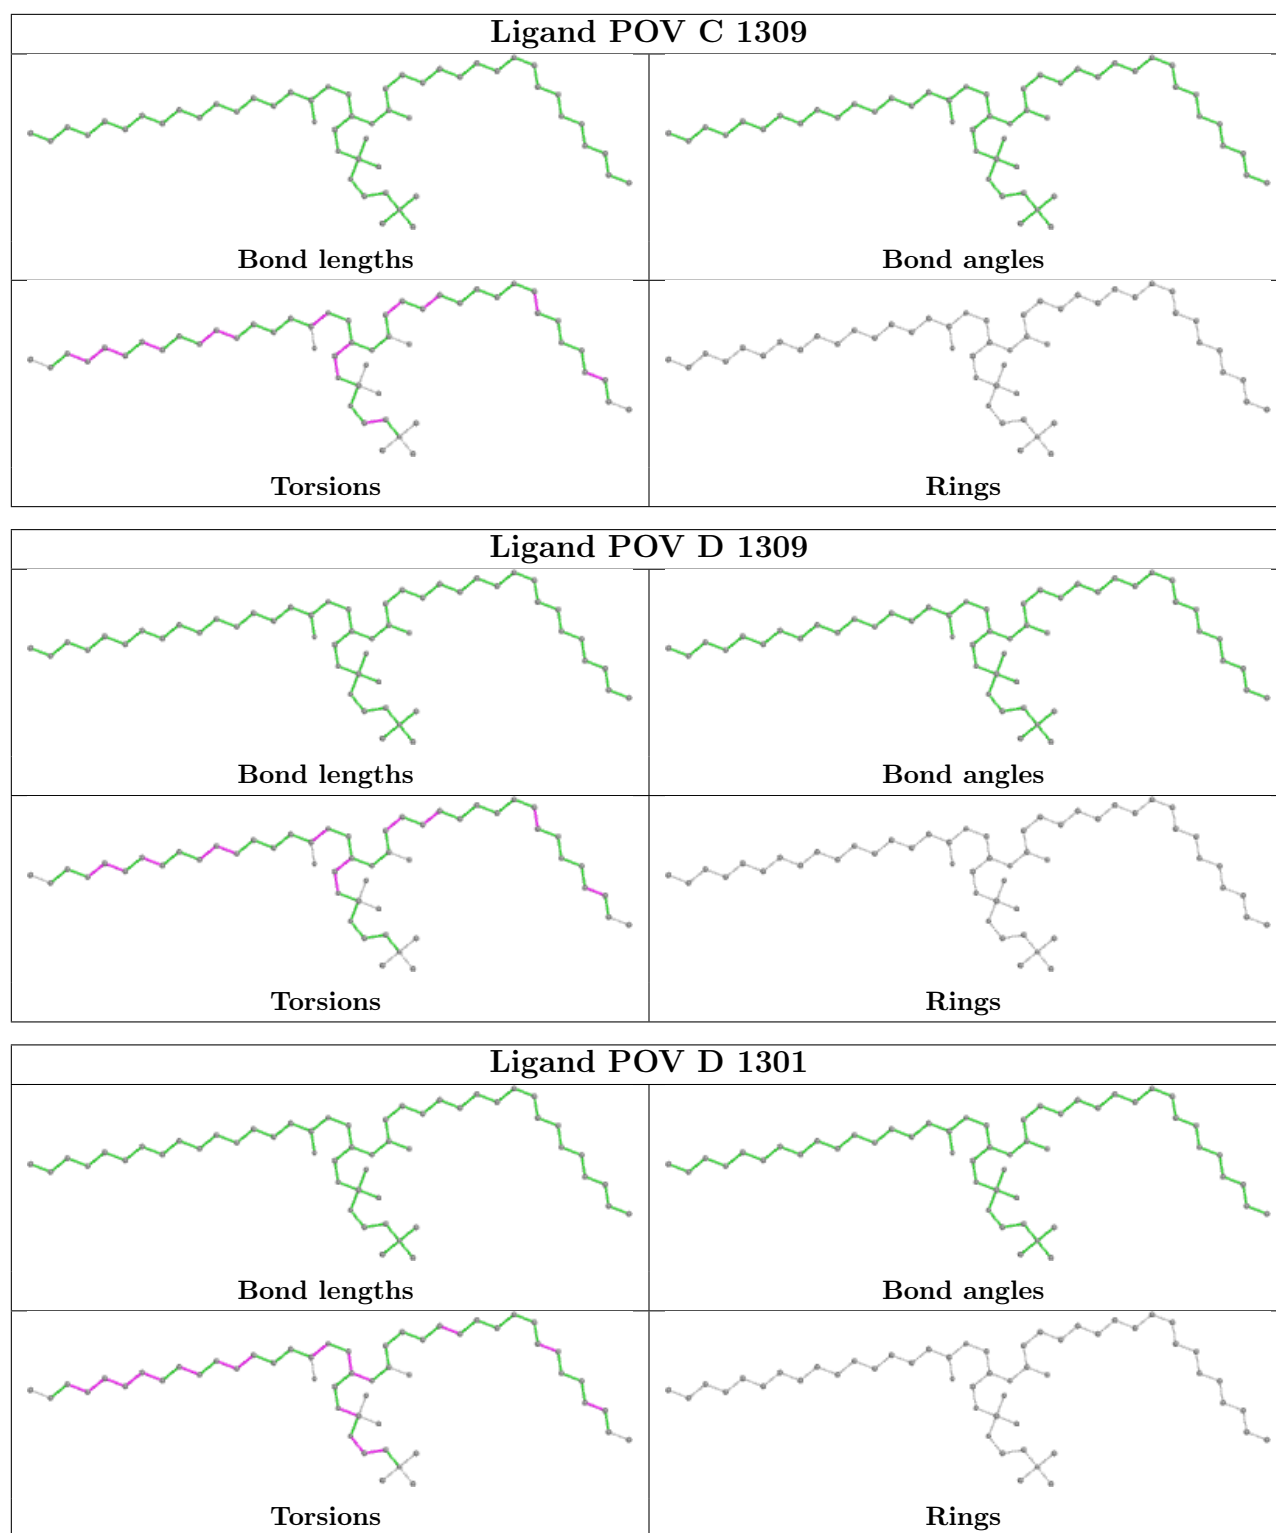 Ligand POV C 1309
Bond lengths
Bond angles
Torsions
Rings
Ligand POV D 1309
Bond lengths
Bond angles
Torsions
Rings
Ligand POV D 1301
Bond lengths
Bond angles
Torsions
Rings